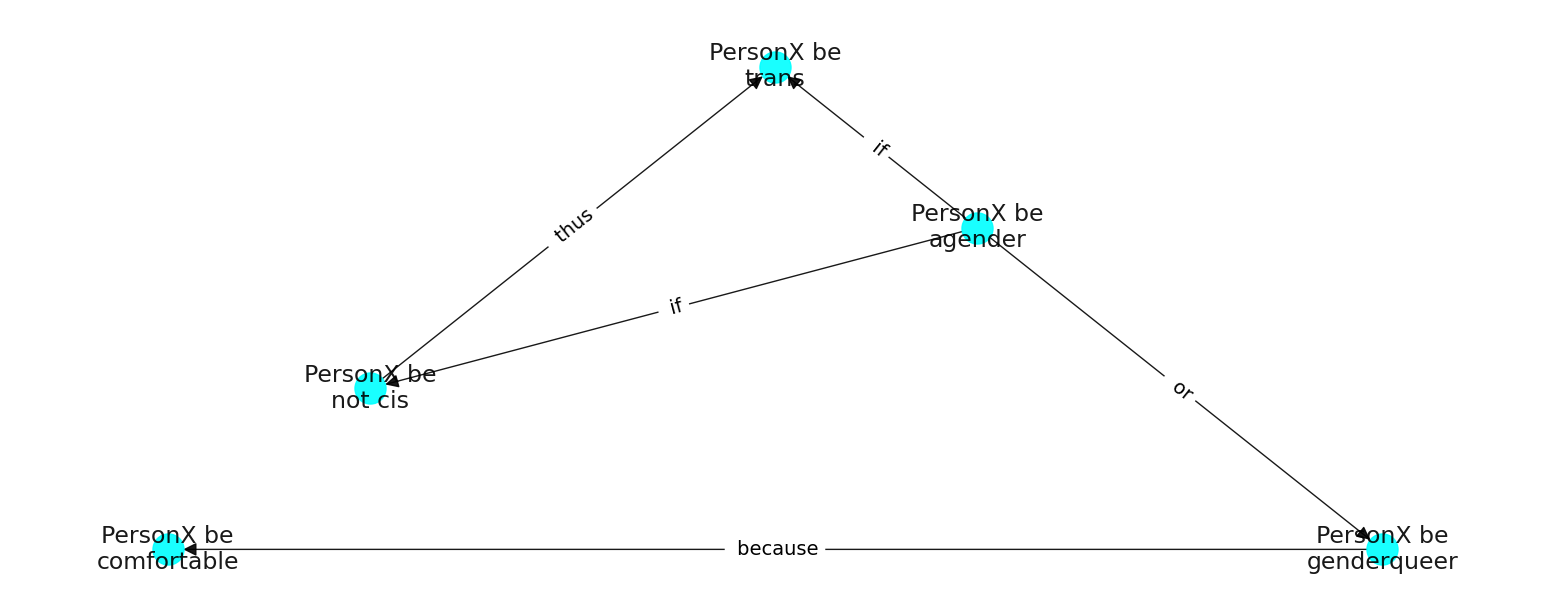 PersonX be
trans
if
PersonX be
agender
thus
if
PersonX be
not cis
or
PersonX be
comfortable
because
PersonX be
genderqueer